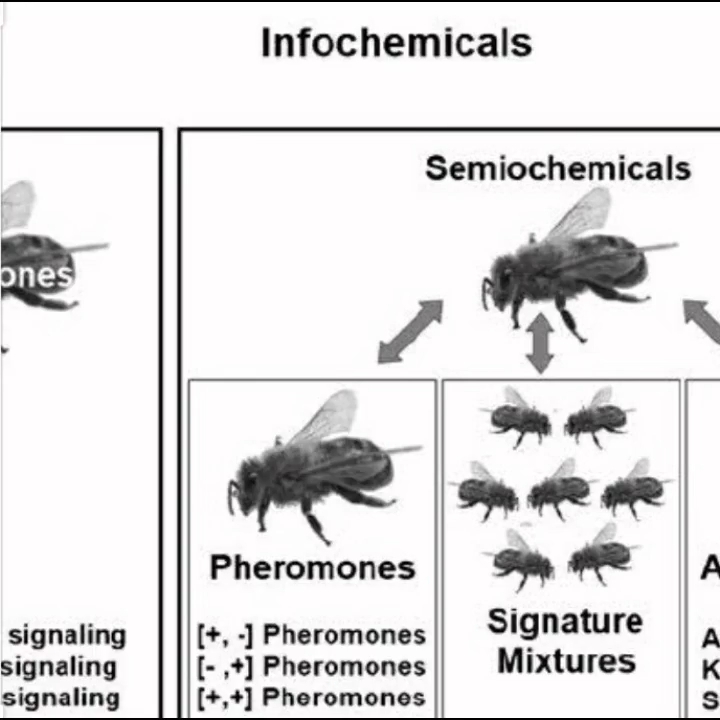 Infochemicals
Semiochemicals
ones
signaling
signaling
signaling
Pheromones
[+, -] Pheromones
[- ,+] Pheromones
[+,+] Pheromones
Signature
Mixtures
A
A
K
S